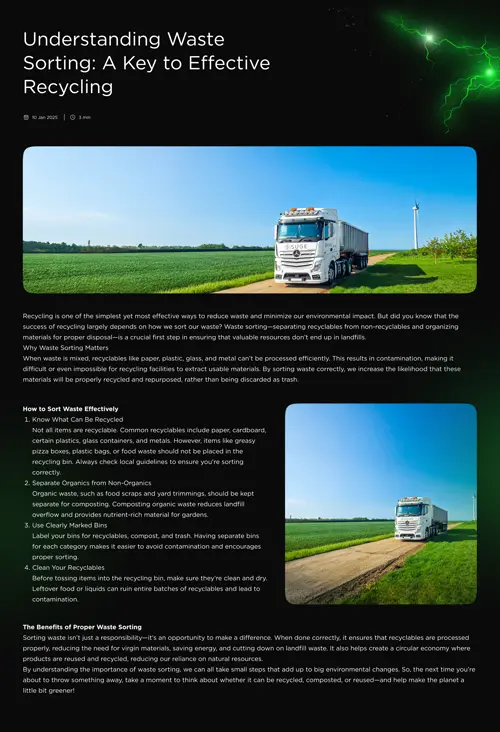 Understanding Waste
Sorting: A Key to Effective
Recycling
10 Jan 2025 | 3 min
Recycling is one of the simplest yet most effective ways to reduce waste and minimize our environmental impact. But did you know that the
success of recycling largely depends on how we sort our waste? Waste sorting—separating recyclables from non-recyclables and organizing
materials for proper disposal—is a crucial first step in ensuring that valuable resources don't end up in landfills.
Why Waste Sorting Matters
When waste is mixed, recyclables like paper, plastic, glass, and metal can't be processed efficiently. This results in contamination, making it
difficult or even impossible for recycling facilities to extract usable materials. By sorting waste correctly, we increase the likelihood that these
materials will be properly recycled and repurposed, rather than being discarded as trash.
How to Sort Waste Effectively
1. Know What Can Be Recycled
Not all items are recyclable. Common recyclables include paper, cardboard,
certain plastics, glass containers, and metals. However, items like greasy
pizza boxes, plastic bags, or food waste should not be placed in the
recycling bin. Always check local guidelines to ensure you're sorting
correctly.
2. Separate Organics from Non-Organics
Organic waste, such as food scraps and yard trimmings, should be kept
separate for composting. Composting organic waste reduces landfill
overflow and provides nutrient-rich material for gardens.
3. Use Clearly Marked Bins
Label your bins for recyclables, compost, and trash. Having separate bins
for each category makes it easier to avoid contamination and encourages
proper sorting.
4. Clean Your Recyclables
Before tossing items into the recycling bin, make sure they're clean and dry.
Leftover food or liquids can ruin entire batches of recyclables and lead to
contamination.
The Benefits of Proper Waste Sorting
Sorting waste isn't just a responsibility—it's an opportunity to make a difference. When done correctly, it ensures that recyclables are processed
properly, reducing the need for virgin materials, saving energy, and cutting down on landfill waste. It also helps create a circular economy where
products are reused and recycled, reducing our reliance on natural resources.
By understanding the importance of waste sorting, we can all take small steps that add up to big environmental changes. So, the next time you're
about to throw something away, take a moment to think about whether it can be recycled, composted, or reused—and help make the planet a
little bit greener!